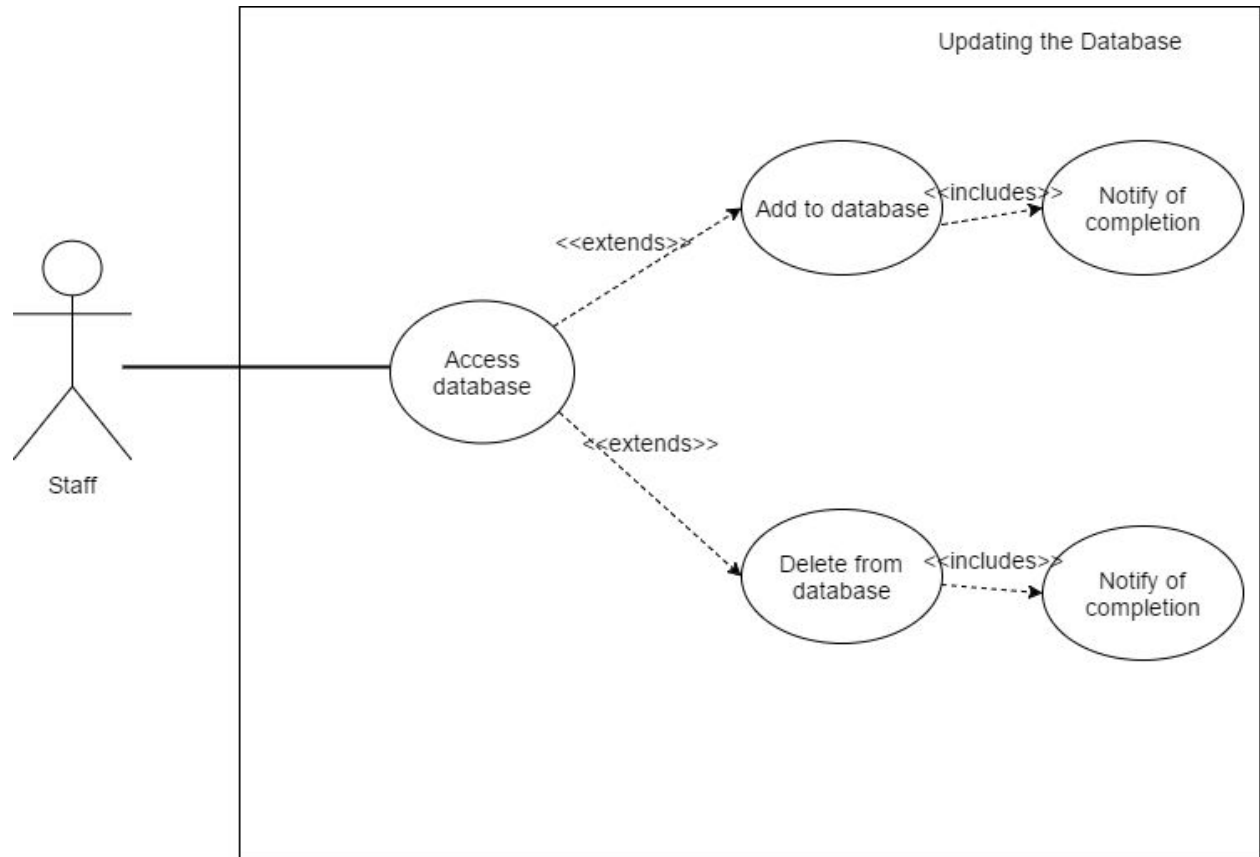 Updating the Database
Add to database
<<includes>>
Notify of
completion
<<extends>>
Access
database
Staff
<<extends>>
Delete from
database
<<includes>>
Notify of
completion